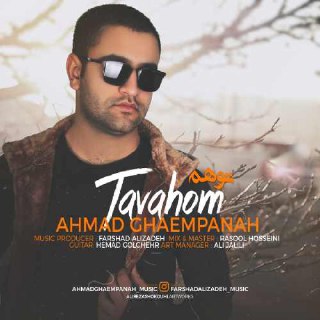 توهم
Tavahom
AHMAD GHAEMPANAH
MUSIC PRODUCER : FARSHAD ALIZADEH MIX & MASTER : RASOOL HOSSEINI
GUITAR : HEMAD GOLCHEHR ART MANAGER : ALI JALILI
AHMADGHAEMPANAH_MUSIC FARSHADALIZADEH_MUSIC